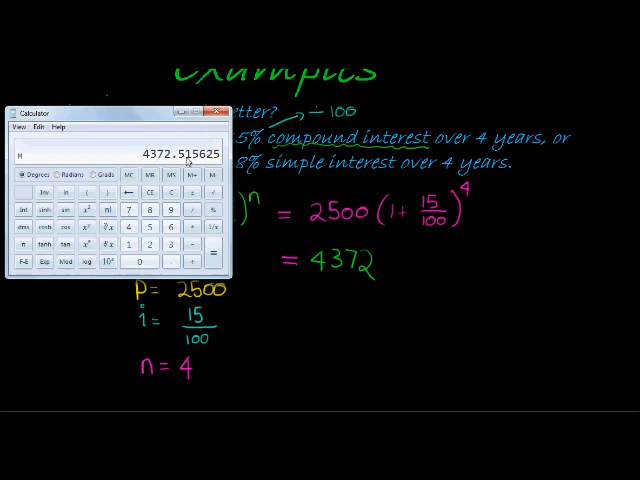 examples
Calculator
View Edit Help
M
4372.515625
Degrees Radians Grads MC MR MS M+ M-
Inv ln ( ) ← CE C ± √
Int sinh sin x² n! 7 8 9 / %
dms cosh cos xʸ ʸ√x 4 5 6 * 1/x
π tanh tan x³ ³√x 1 2 3 - =
F-E Exp Mod log 10ˣ 0 . +
etter? ÷ 100
5% compound interest over 4 years, or
8% simple interest over 4 years.
)ⁿ = 2500 (1 + 15/100)⁴
= 4372
P = 2500
i = 15/100
n = 4